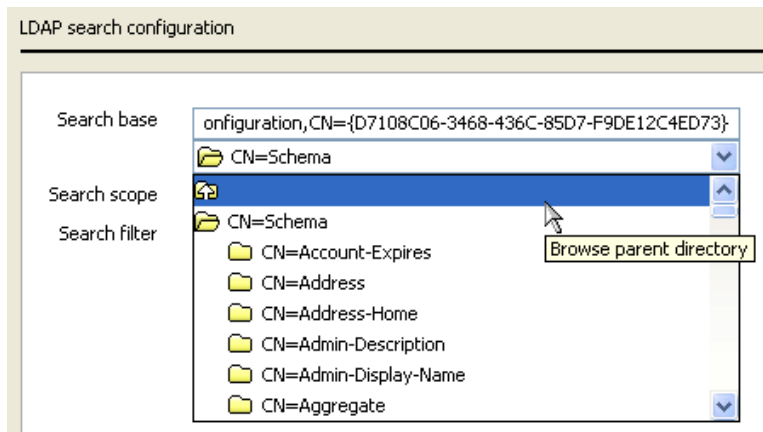 LDAP search configuration
Search base
onfiguration,CN={D7108C06-3468-436C-85D7-F9DE12C4ED73}
CN=Schema
Search scope
CN=Schema
Search filter
Browse parent directory
CN=Account-Expires
CN=Address
CN=Address-Home
CN=Admin-Description
CN=Admin-Display-Name
CN=Aggregate